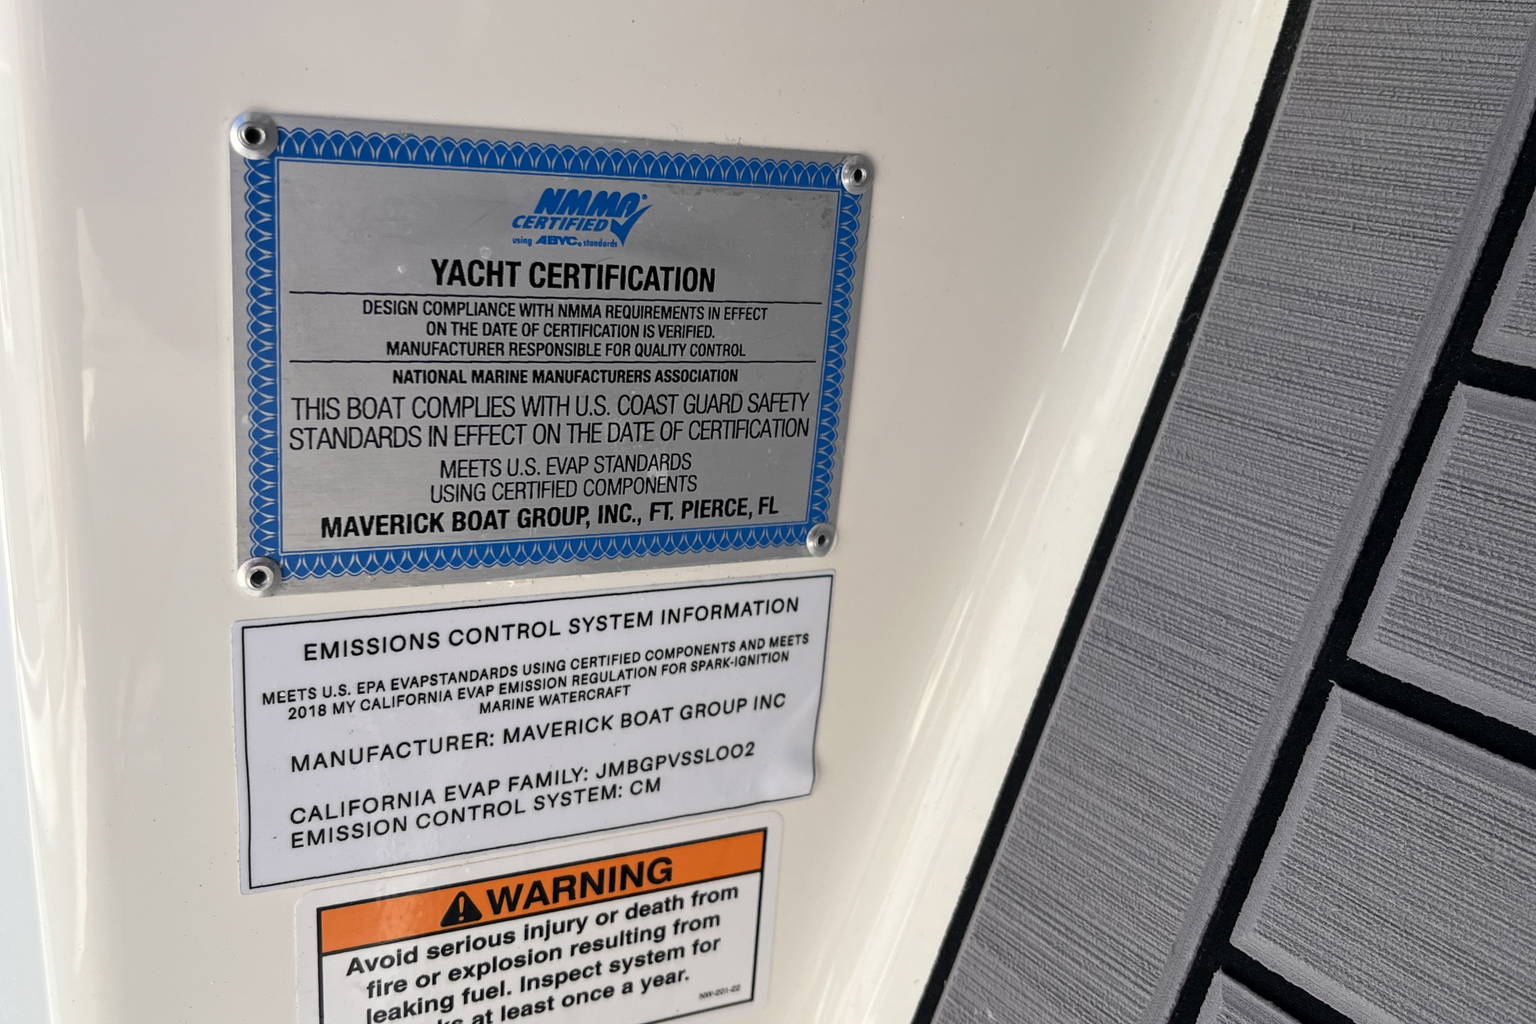 NMMA
CERTIFIED
using ABYC standards
YACHT CERTIFICATION
DESIGN COMPLIANCE WITH NMMA REQUIREMENTS IN EFFECT
ON THE DATE OF CERTIFICATION IS VERIFIED.
MANUFACTURER RESPONSIBLE FOR QUALITY CONTROL
NATIONAL MARINE MANUFACTURERS ASSOCIATION
THIS BOAT COMPLIES WITH U.S. COAST GUARD SAFETY
STANDARDS IN EFFECT ON THE DATE OF CERTIFICATION
MEETS U.S. EVAP STANDARDS
USING CERTIFIED COMPONENTS
MAVERICK BOAT GROUP, INC., FT. PIERCE, FL
EMISSIONS CONTROL SYSTEM INFORMATION
MEETS U.S. EPA EVAPSTANDARDS USING CERTIFIED COMPONENTS AND MEETS
2018 MY CALIFORNIA EVAP EMISSION REGULATION FOR SPARK-IGNITION
MARINE WATERCRAFT
MANUFACTURER: MAVERICK BOAT GROUP INC
CALIFORNIA EVAP FAMILY: JMBGPVSSL002
EMISSION CONTROL SYSTEM: CM
WARNING
Avoid serious injury or death from
fire or explosion resulting from
leaking fuel. Inspect system for
at least once a year.